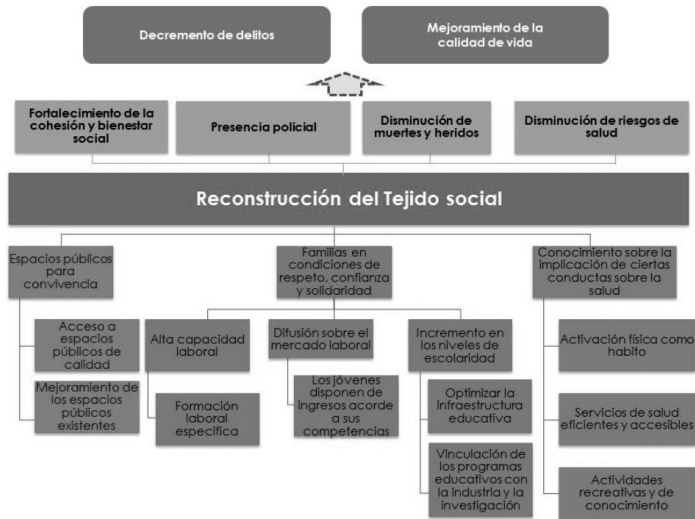 Decremento de delitos
Mejoramiento de la
calidad de vida
Fortalecimiento de la
cohesión y bienestar
social
Presencia policial
Disminución de
muertes y heridos
Disminución de riesgos de
salud
Reconstrucción del Tejido social
Espacios públicos
para
convivencia
Familias en
condiciones de
respeto, confianza
y solidaridad
Conocimiento sobre la
implicación de ciertas
conductas sobre la
salud
Acceso a
espacios
públicos de
calidad
Mejoramiento de
los espacios
públicos
existentes
Alta capacidad
laboral
Formación
laboral
especifica
Difusión sobre el
mercado laboral
Los jóvenes
disponen de
ingresos acorde
a sus
competencias
Incremento en
los niveles de
escolaridad
Optimizar la
infraestructura
educativa
Vinculación de
los programas
educativos con
la industria y la
investigación
Activación física como
habito
Servicios de salud
eficientes y accesibles
Actividades
recreativas y de
conocimiento